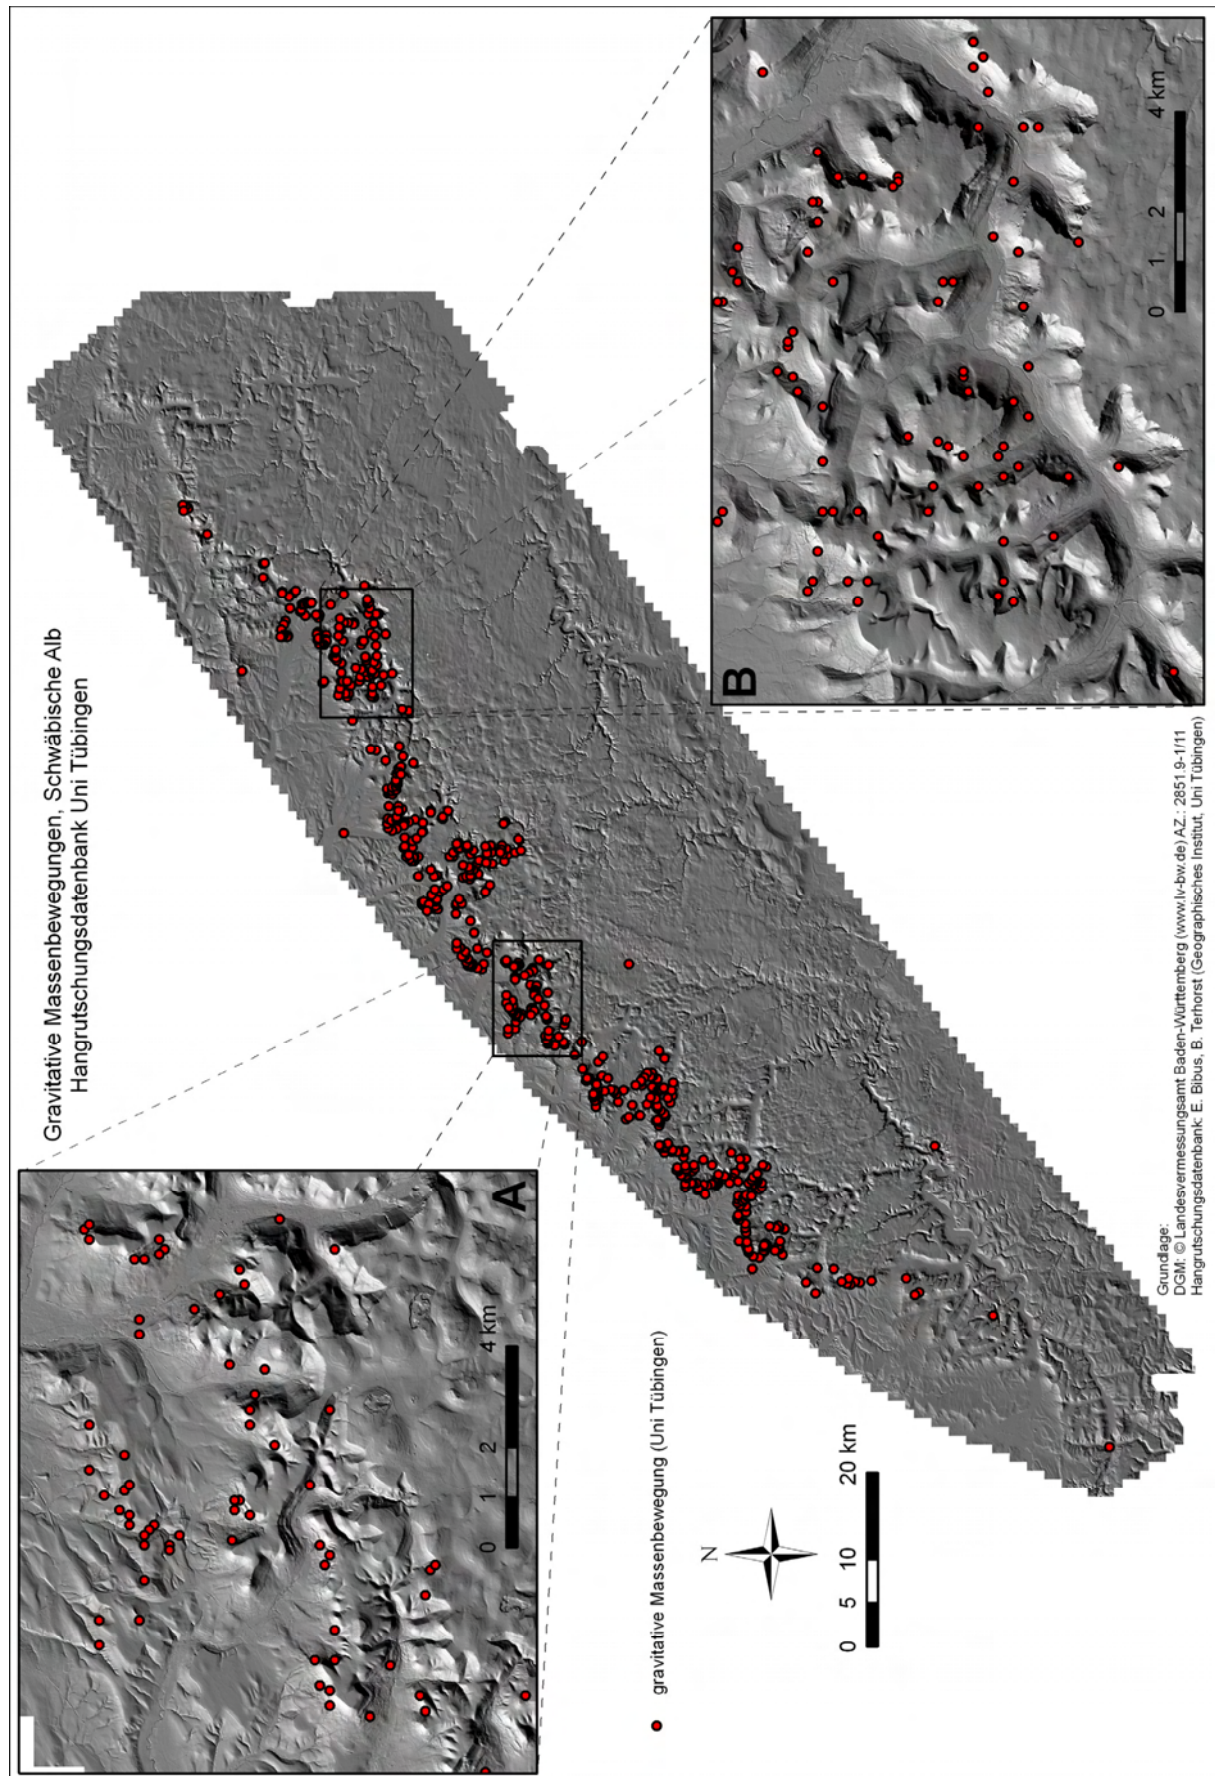 Gravitative Massenbewegungen, Schwäbische Alb
Hangrutschungsdatenbank Uni Tübingen
A
0 1 2 4 km
B
0 1 2 4 km
N
0 5 10 20 km
gravitative Massenbewegung (Uni Tübingen)
Grundlage:
DGM: © Landesvermessungsamt Baden-Württemberg (www.lv-bw.de) AZ.: 2851.9-1/11
Hangrutschungsdatenbank: E. Bibus, B. Terhorst (Geographisches Institut, Uni Tübingen)